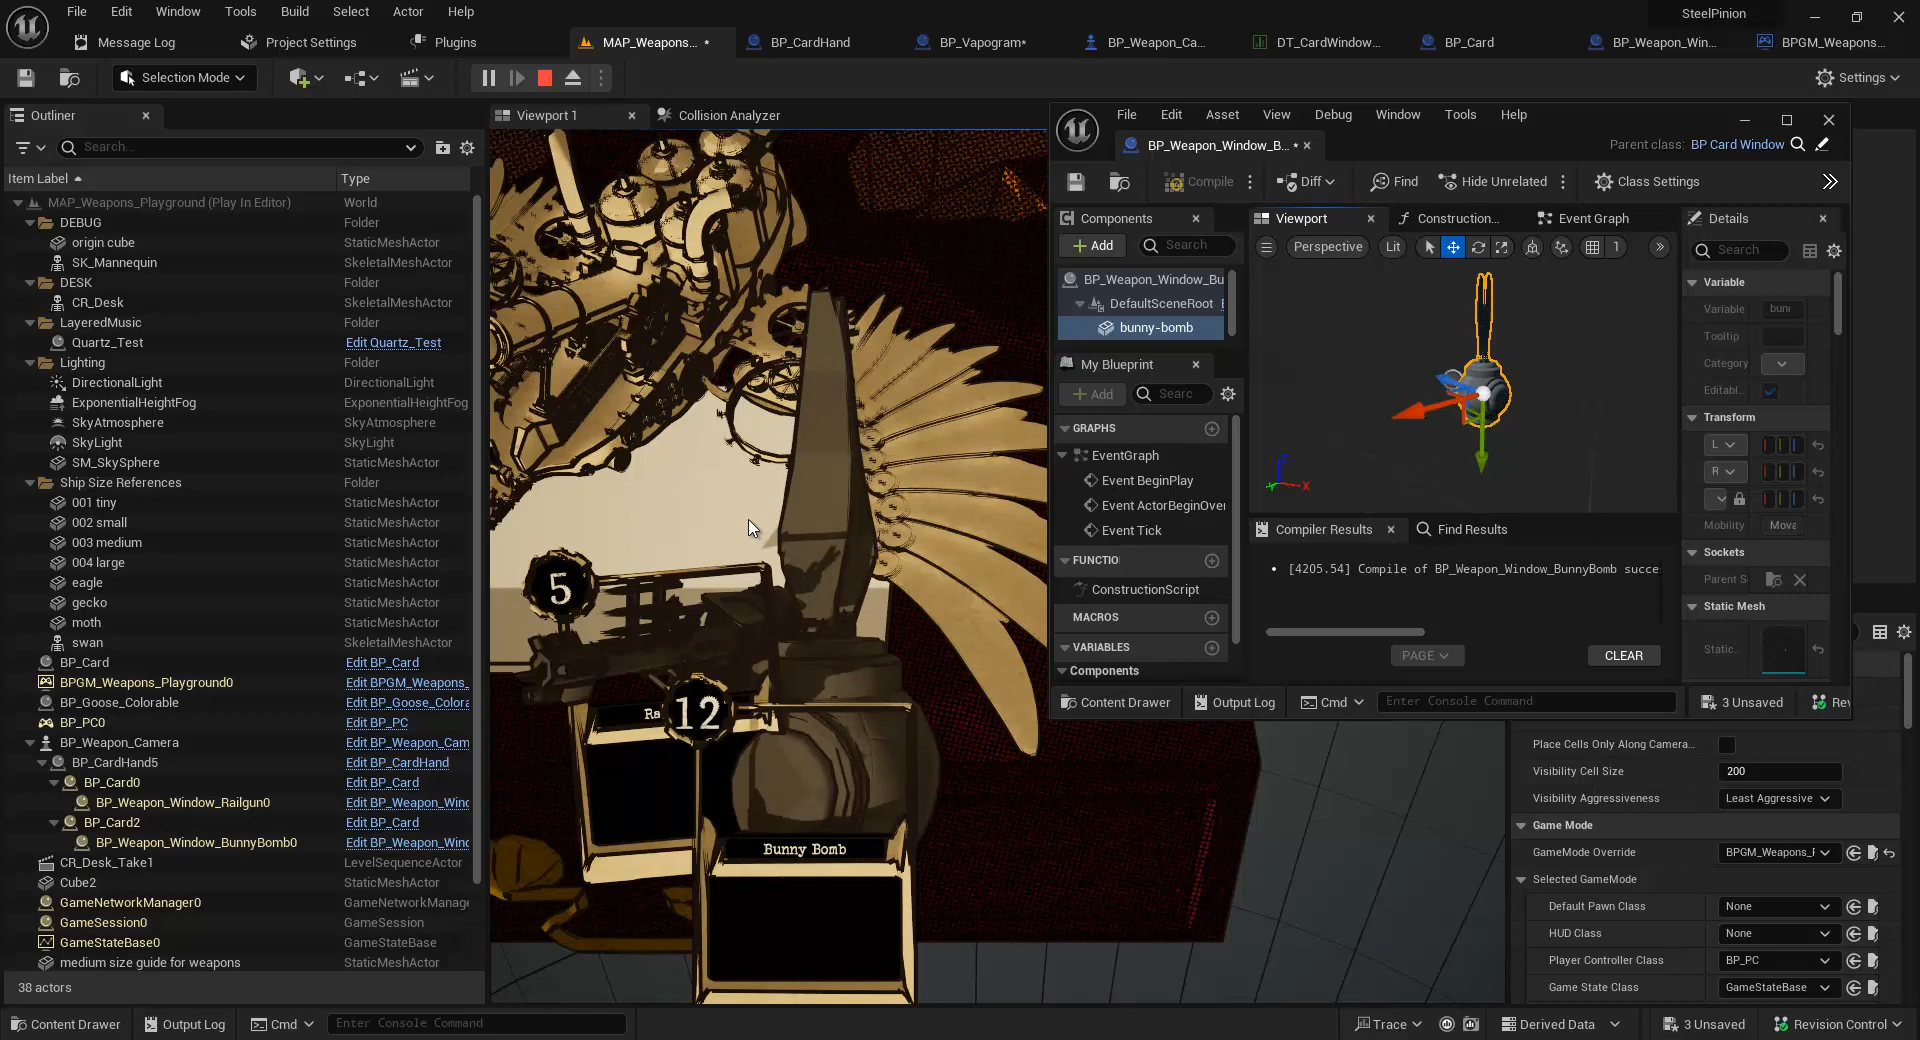 File Edit Window Tools Build Select Actor Help
SteelPinion
Message Log
Project Settings
Plugins
MAP_Weapons... *
BP_CardHand
BP_Vapogram*
BP_Weapon_Ca...
DT_CardWindow...
BP_Card
BP_Weapon_Win...
BPGM_Weapons...
Selection Mode
Settings
Outliner
Search...
Item Label
Type
MAP_Weapons_Playground (Play In Editor) World
DEBUG Folder
origin cube StaticMeshActor
SK_Mannequin SkeletalMeshActor
DESK Folder
CR_Desk SkeletalMeshActor
LayeredMusic Folder
Quartz_Test Edit Quartz_Test
Lighting Folder
DirectionalLight DirectionalLight
ExponentialHeightFog ExponentialHeightFog
SkyAtmosphere SkyAtmosphere
SkyLight SkyLight
SM_SkySphere StaticMeshActor
Ship Size References Folder
001 tiny StaticMeshActor
002 small StaticMeshActor
003 medium StaticMeshActor
004 large StaticMeshActor
eagle StaticMeshActor
gecko StaticMeshActor
moth StaticMeshActor
swan SkeletalMeshActor
BP_Card Edit BP_Card
BPGM_Weapons_Playground0 Edit BPGM_Weapons_
BP_Goose_Colorable Edit BP_Goose_Colora
BP_PC0 Edit BP_PC
BP_Weapon_Camera Edit BP_Weapon_Cam
BP_CardHand5 Edit BP_CardHand
BP_Card0 Edit BP_Card
BP_Weapon_Window_Railgun0 Edit BP_Weapon_Wind
BP_Card2 Edit BP_Card
BP_Weapon_Window_BunnyBomb0 Edit BP_Weapon_Wind
CR_Desk_Take1 LevelSequenceActor
Cube2 StaticMeshActor
GameNetworkManager0 GameNetworkManage
GameSession0 GameSession
GameStateBase0 GameStateBase
medium size guide for weapons StaticMeshActor
38 actors
Viewport 1
Collision Analyzer
5
Ra
12
Bunny Bomb
File Edit Asset View Debug Window Tools Help
BP_Weapon_Window_B... *
Parent class: BP Card Window
Compile
Diff
Find
Hide Unrelated
Class Settings
Components
Add
Search
BP_Weapon_Window_Bu
DefaultSceneRoot
bunny-bomb
My Blueprint
Add
Searc
GRAPHS
EventGraph
Event BeginPlay
Event ActorBeginOver
Event Tick
FUNCTIO
ConstructionScript
MACROS
VARIABLES
Components
Viewport
Construction...
Event Graph
Perspective
Lit
1
Z
X
Compiler Results
Find Results
[4205.54] Compile of BP_Weapon_Window_BunnyBomb succe
PAGE
CLEAR
Details
Search
Variable
Variable
buni
Tooltip
Category
Editabl
Transform
L
R
Mobility
Mova
Sockets
Parent S
Static Mesh
Static...
Content Drawer
Output Log
Cmd
Enter Console Command
3 Unsaved
Rev
Place Cells Only Along Camera...
Visibility Cell Size 200
Visibility Aggressiveness Least Aggressive
Game Mode
GameMode Override BPGM_Weapons_F
Selected GameMode
Default Pawn Class None
HUD Class None
Player Controller Class BP_PC
Game State Class GameStateBase
Content Drawer
Output Log
Cmd
Enter Console Command
Trace
Derived Data
3 Unsaved
Revision Control